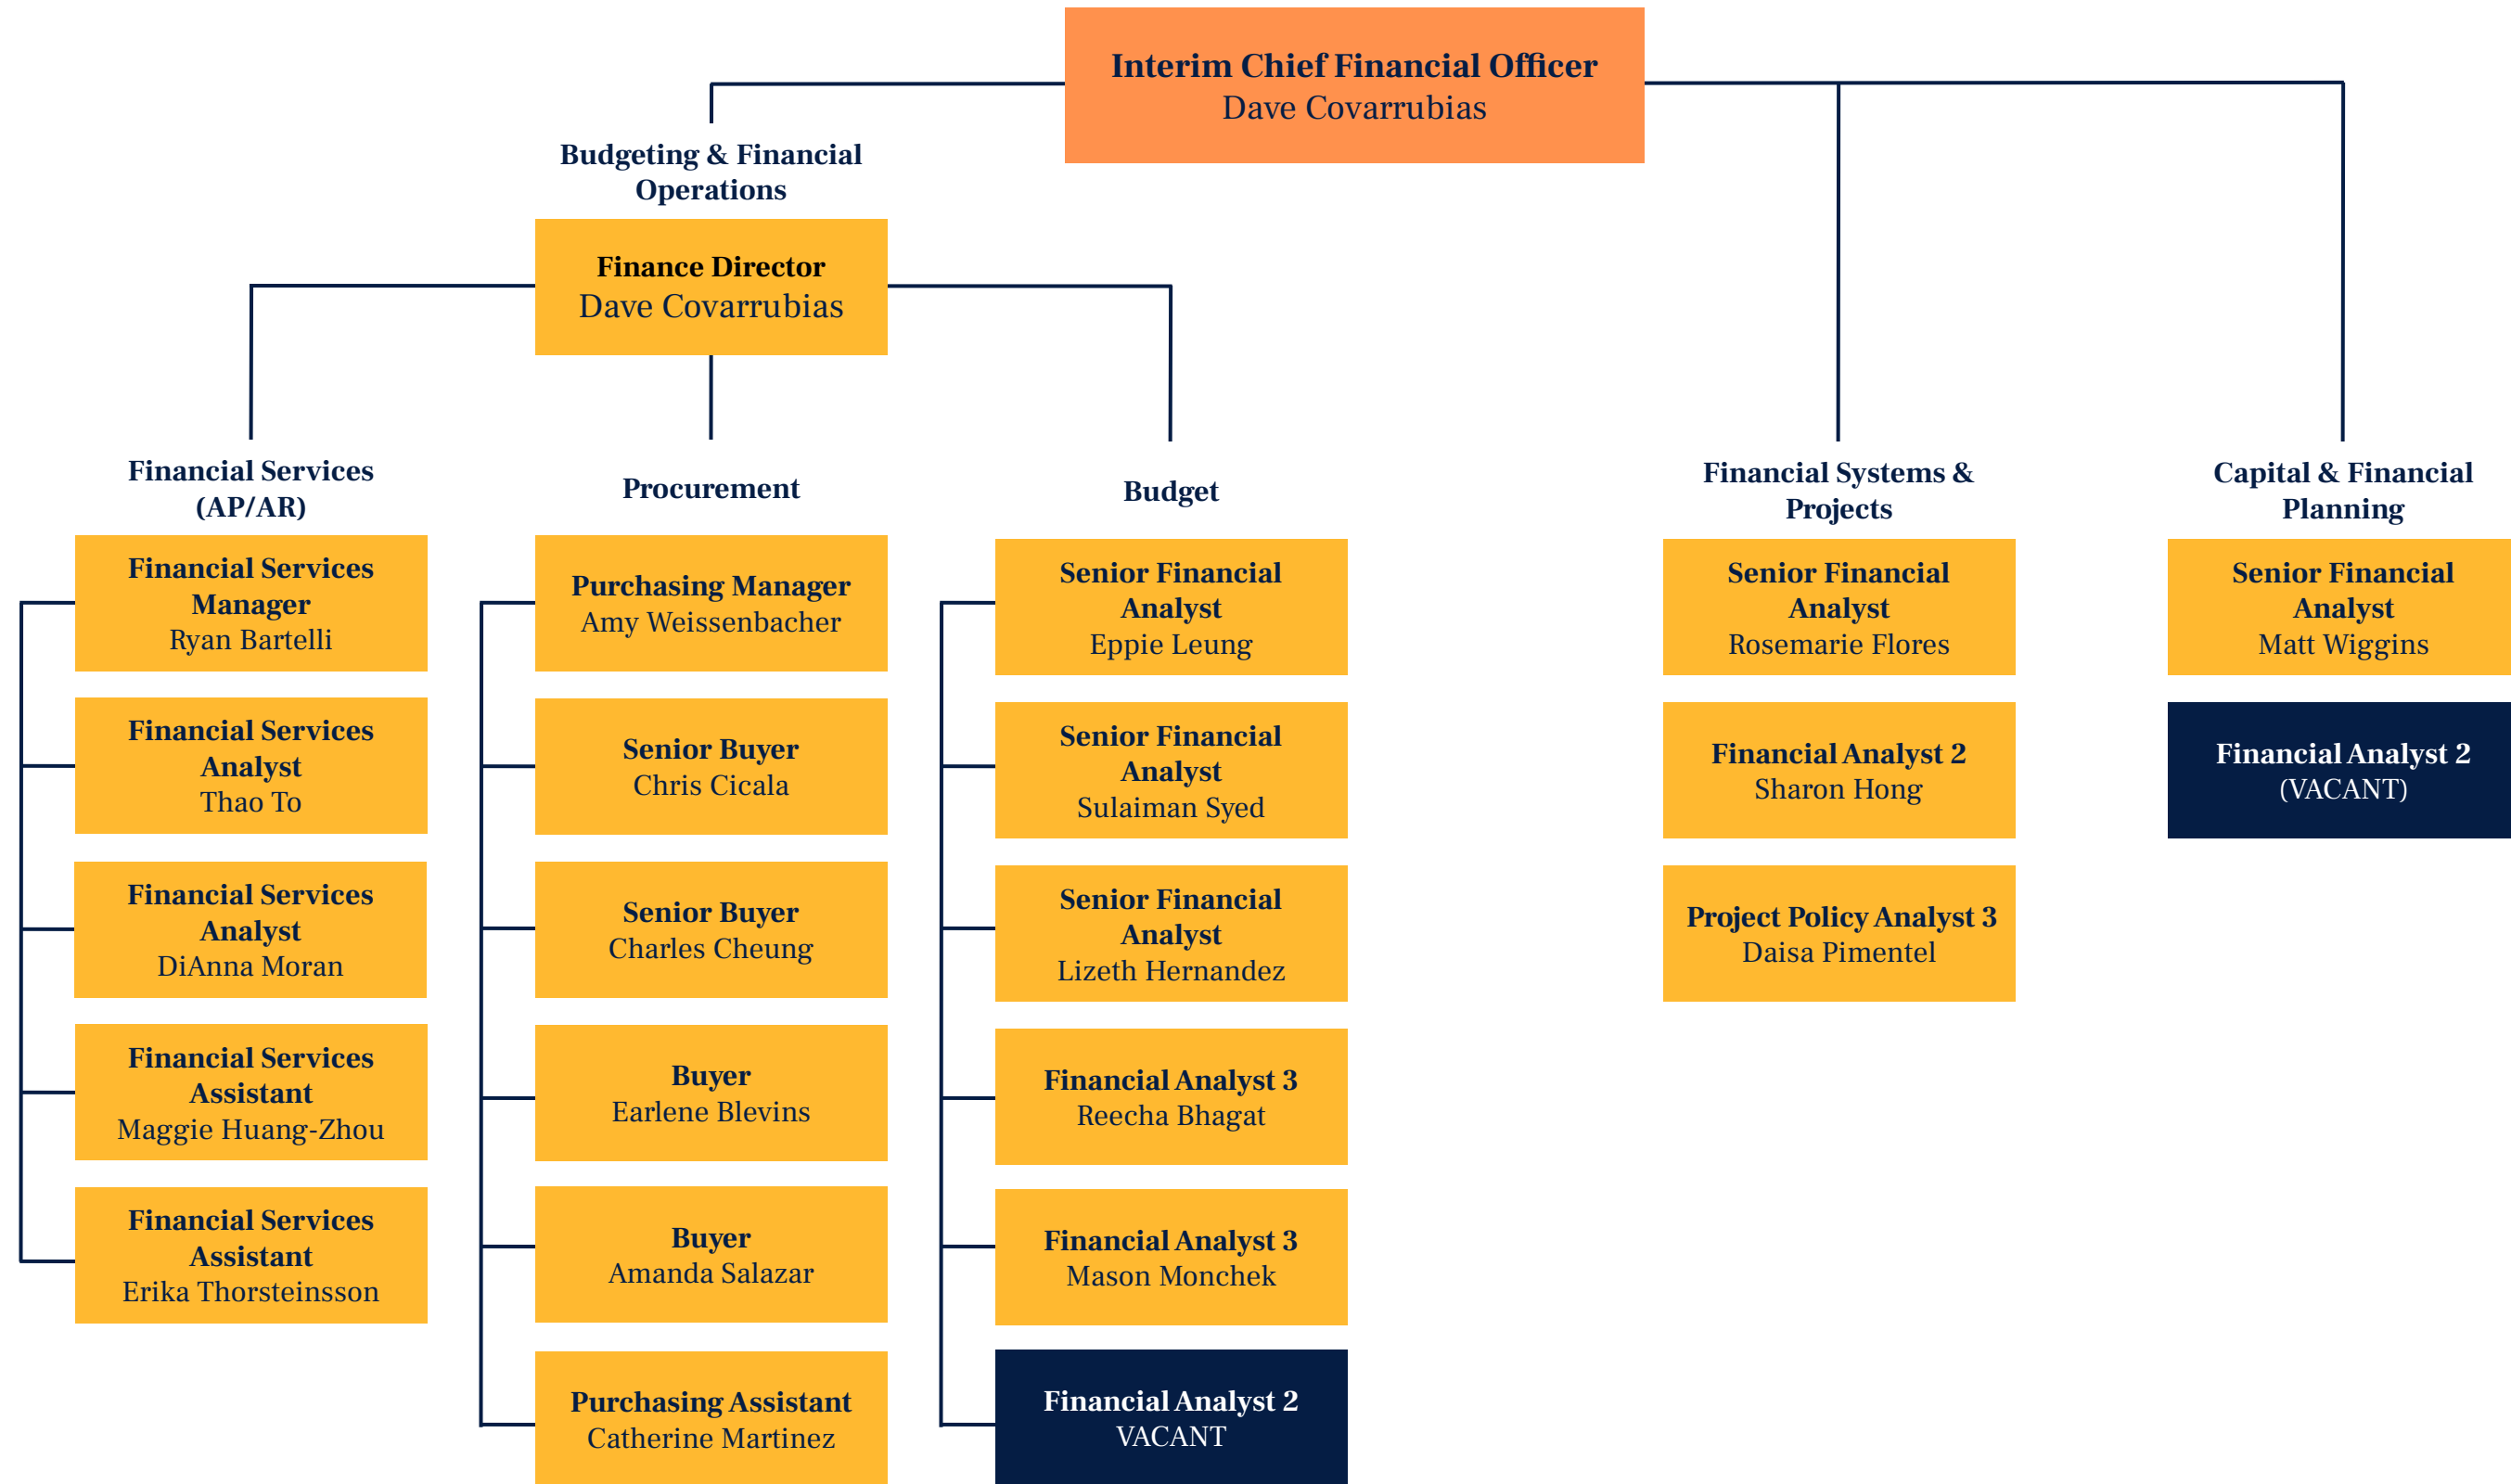 Interim Chief Financial Officer
Dave Covarrubias
Budgeting & Financial
Operations
Finance Director
Dave Covarrubias
Financial Services
(AP/AR)
Financial Services
Manager
Ryan Bartelli
Financial Services
Analyst
Thao To
Financial Services
Analyst
DiAnna Moran
Financial Services
Assistant
Maggie Huang-Zhou
Financial Services
Assistant
Erika Thorsteinsson
Procurement
Purchasing Manager
Amy Weissenbacher
Senior Buyer
Chris Cicala
Senior Buyer
Charles Cheung
Buyer
Earlene Blevins
Buyer
Amanda Salazar
Purchasing Assistant
Catherine Martinez
Budget
Senior Financial
Analyst
Eppie Leung
Senior Financial
Analyst
Sulaiman Syed
Senior Financial
Analyst
Lizeth Hernandez
Financial Analyst 3
Reecha Bhagat
Financial Analyst 3
Mason Monchek
Financial Analyst 2
VACANT
Financial Systems &
Projects
Senior Financial
Analyst
Rosemarie Flores
Financial Analyst 2
Sharon Hong
Project Policy Analyst 3
Daisa Pimentel
Capital & Financial
Planning
Senior Financial
Analyst
Matt Wiggins
Financial Analyst 2
(VACANT)